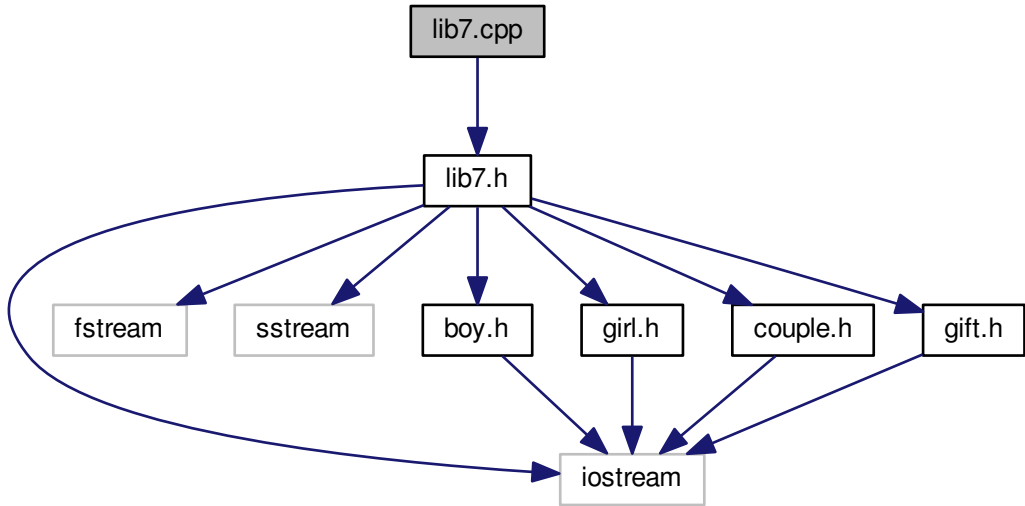 lib7.cpp
lib7.h
fstream
sstream
boy.h
girl.h
couple.h
gift.h
iostream